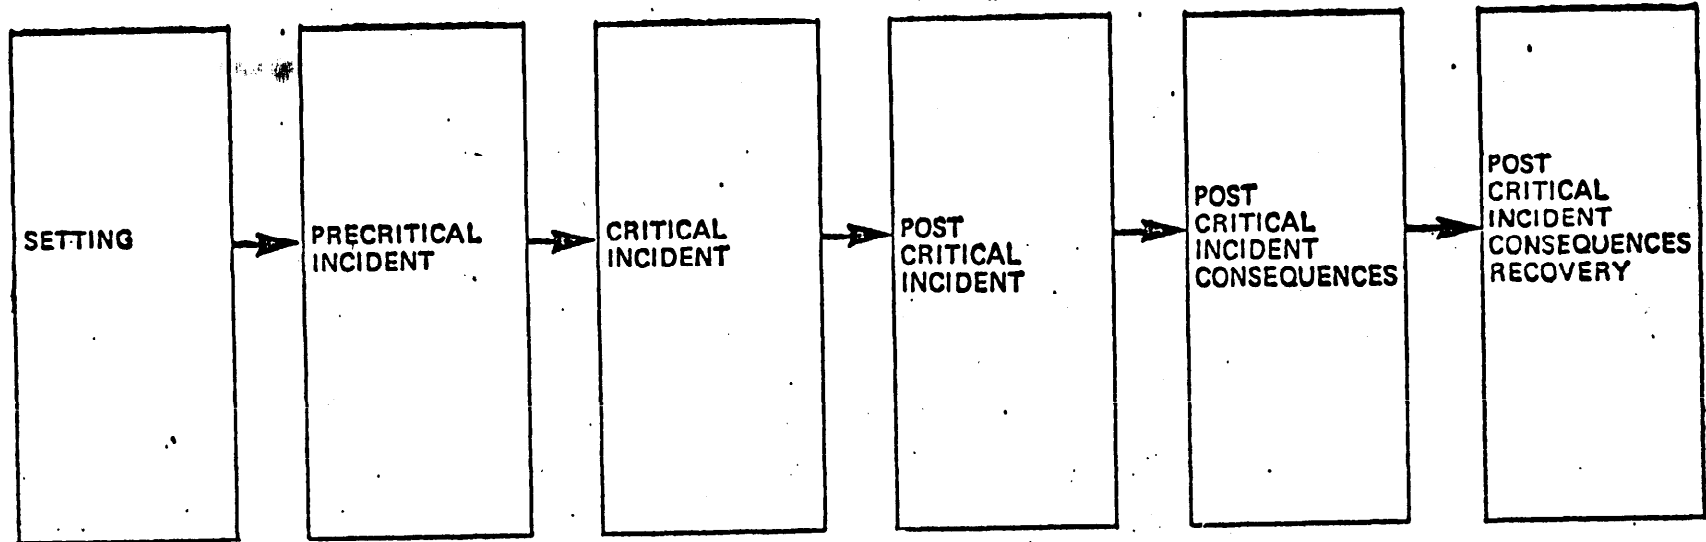 SETTING
PRECRITICAL
INCIDENT
CRITICAL
INCIDENT
POST
CRITICAL
INCIDENT
POST
CRITICAL
INCIDENT
CONSEQUENCES
POST
CRITICAL
INCIDENT
CONSEQUENCES
RECOVERY